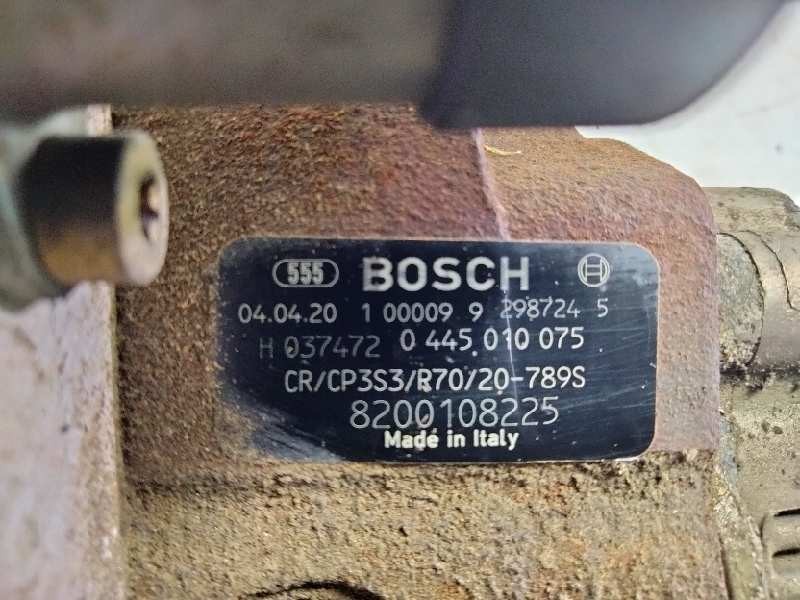 555 BOSCH
04.04.20 1 00009 9 298724 5
H 037472 0 445 010 075
CR/CP3S3/R70/20-789S
8200108225
Made in Italy